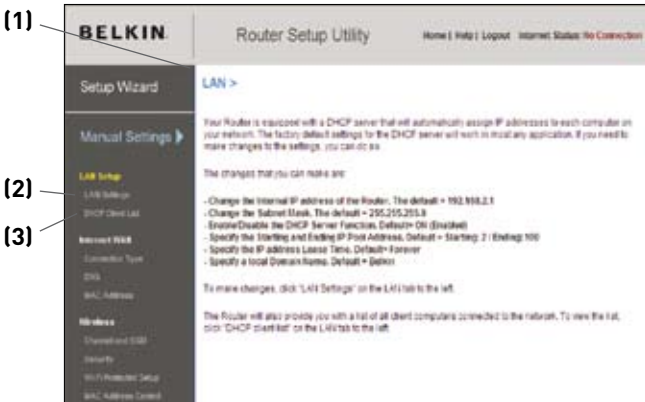 (1)
BELKIN
Router Setup Utility
Home | Help | Logout Internet Status: No Connection
Setup Wizard
LAN >
Your Router is equipped with a DHCP server that will automatically assign IP addresses to each computer on
your network. The factory default settings for the DHCP server will work in most any application. If you need to
make changes to the settings, you can do so.
Manual Settings
The changes that you can make are:
- Change the Internal IP address of the Router. The default = 192.168.2.1
- Change the Subnet Mask. The default = 255.255.255.0
- Enable/Disable the DHCP Server Function. Default= ON (Enabled)
- Specify the Starting and Ending IP Pool Address. Default = Starting: 2 / Ending: 100
- Specify the IP address Lease Time. Default= Forever
- Specify a local Domain Name. Default = Belkin
To make changes, click "LAN Settings" on the LAN tab to the left.
The Router will also provide you with a list of all client computers connected to the network. To view the list,
click "DHCP client list" on the LAN tab to the left.
LAN Setup
(2)
LAN Settings
(3)
DHCP Client List
Internet WAN
Connection Type
DNS
MAC Address
Wireless
Channel and SSID
Security
Wi-Fi Protected Setup
MAC Address Control